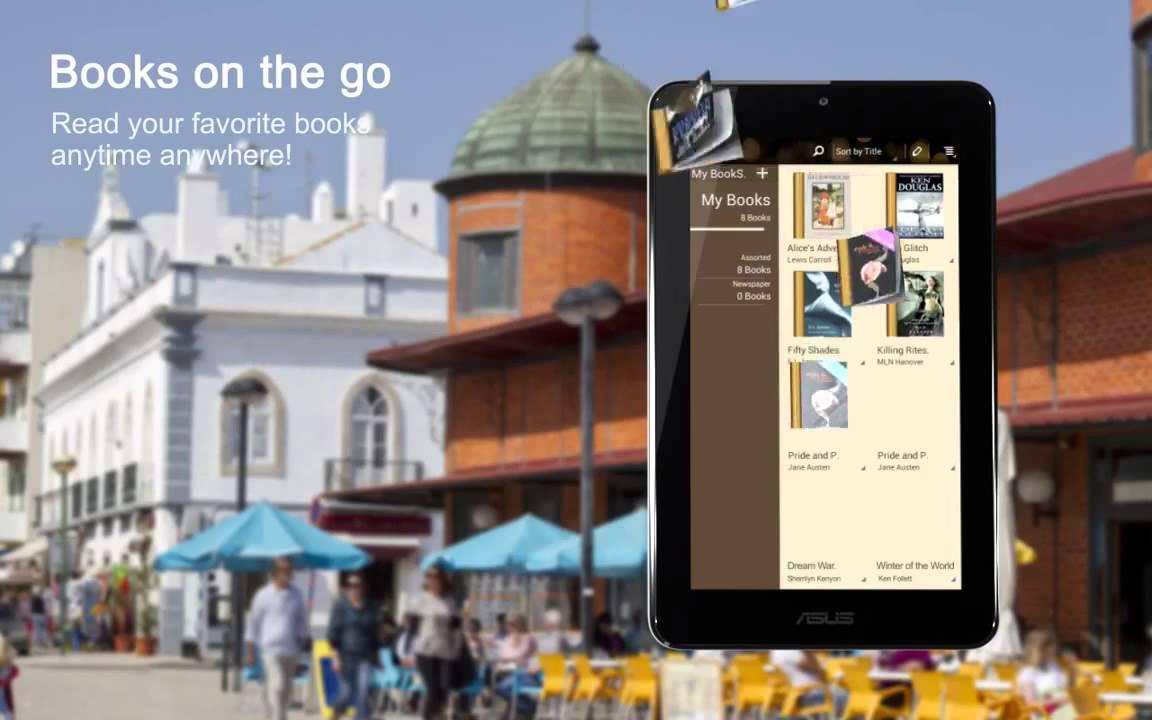 Books on the go
Read your favorite books
anytime anywhere!
Sort by Title
My BookS.
My Books
8 Books
Assorted
8 Books
Newspaper
0 Books
KEN
DOUGLAS
Alice's Adve
Glitch
Lewis Carroll
uglas
Fifty Shades
Killing Rites.
MLN Hanover
Pride and P.
Pride and P.
Jane Austen
Jane Austen
Dream War.
Winter of the World
Sherrilyn Kenyon
Ken Follett
ASUS